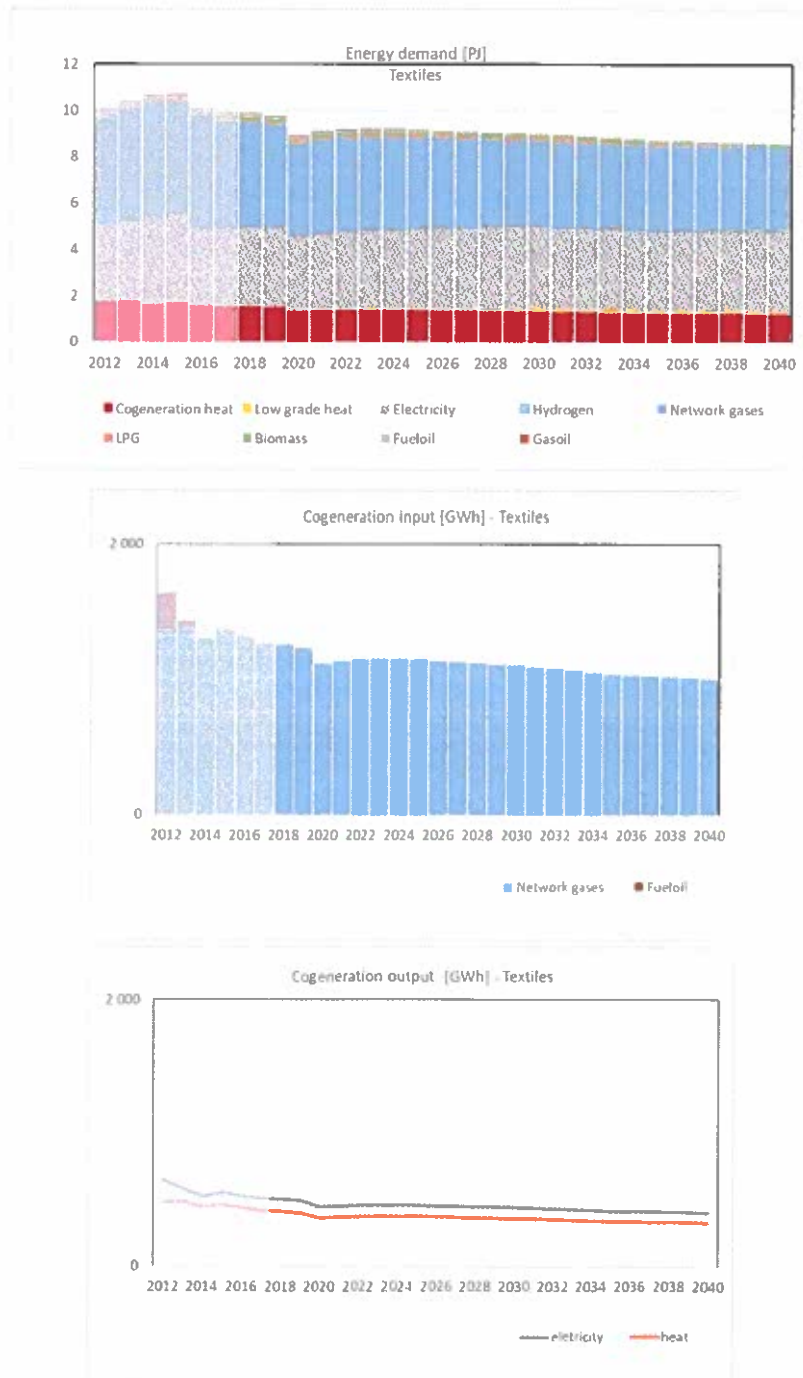 Energy demand [PJ]
Textiles
12
10
8
6
4
2
0
2012 2014 2016 2018 2020 2022 2024 2026 2028 2030 2032 2034 2036 2038 2040
Cogeneration heat Low grade heat Electricity Hydrogen Network gases
LPG Biomass Fueloil Gasoil
Cogeneration input [GWh] - Textiles
2 000
0
2012 2014 2016 2018 2020 2022 2024 2026 2028 2030 2032 2034 2036 2038 2040
Network gases Fueloil
Cogeneration output [GWh] - Textiles
2 000
0
2012 2014 2016 2018 2020 2022 2024 2026 2028 2030 2032 2034 2036 2038 2040
eletricity heat